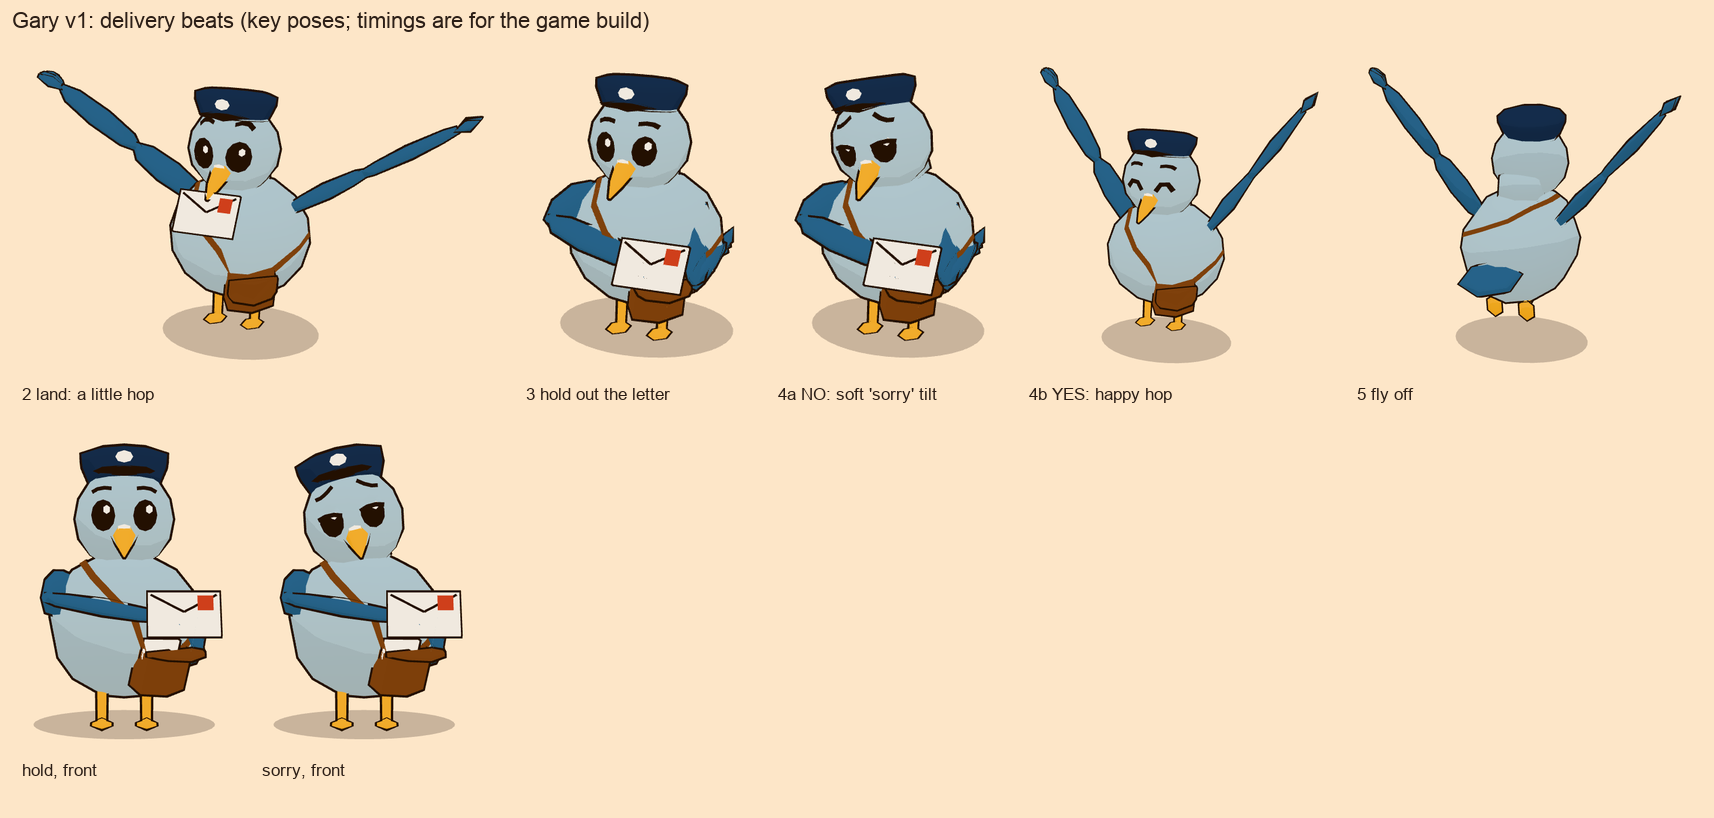 Gary v1: delivery beats (key poses; timings are for the game build)
2 land: a little hop
3 hold out the letter
4a NO: soft 'sorry' tilt
4b YES: happy hop
5 fly off
hold, front
sorry, front